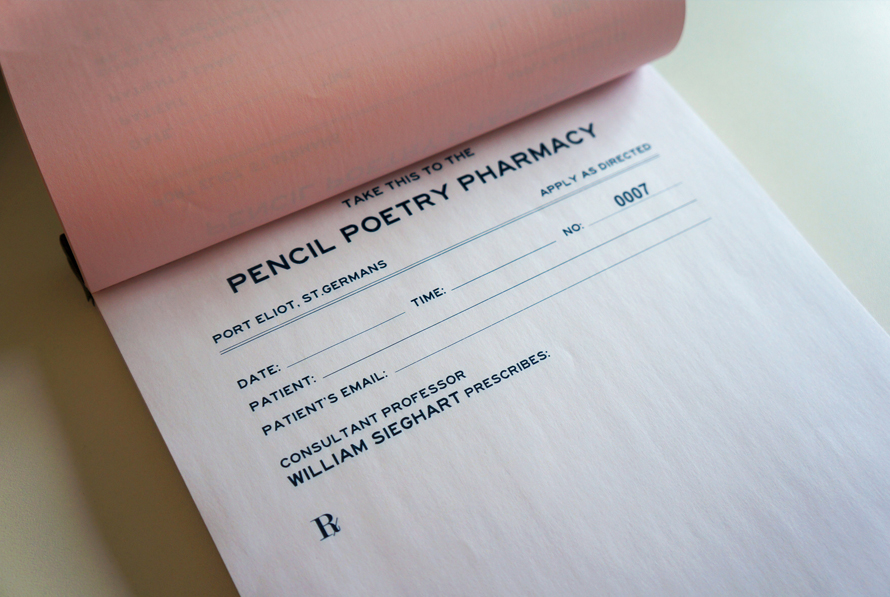 TAKE THIS TO THE
PENCIL POETRY PHARMACY
PORT ELIOT, ST.GERMANS APPLY AS DIRECTED
DATE: TIME: NO: 0007
PATIENT:
PATIENT'S EMAIL:
CONSULTANT PROFESSOR
WILLIAM SIEGHART PRESCRIBES:
℞